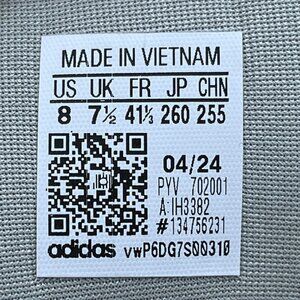 MADE IN VIETNAM
US UK FR JP CHN
8 7½ 41⅓ 260 255
04/24
PYV 702001
A:IH3382
#134756231
adidas vwP6DG7S00310